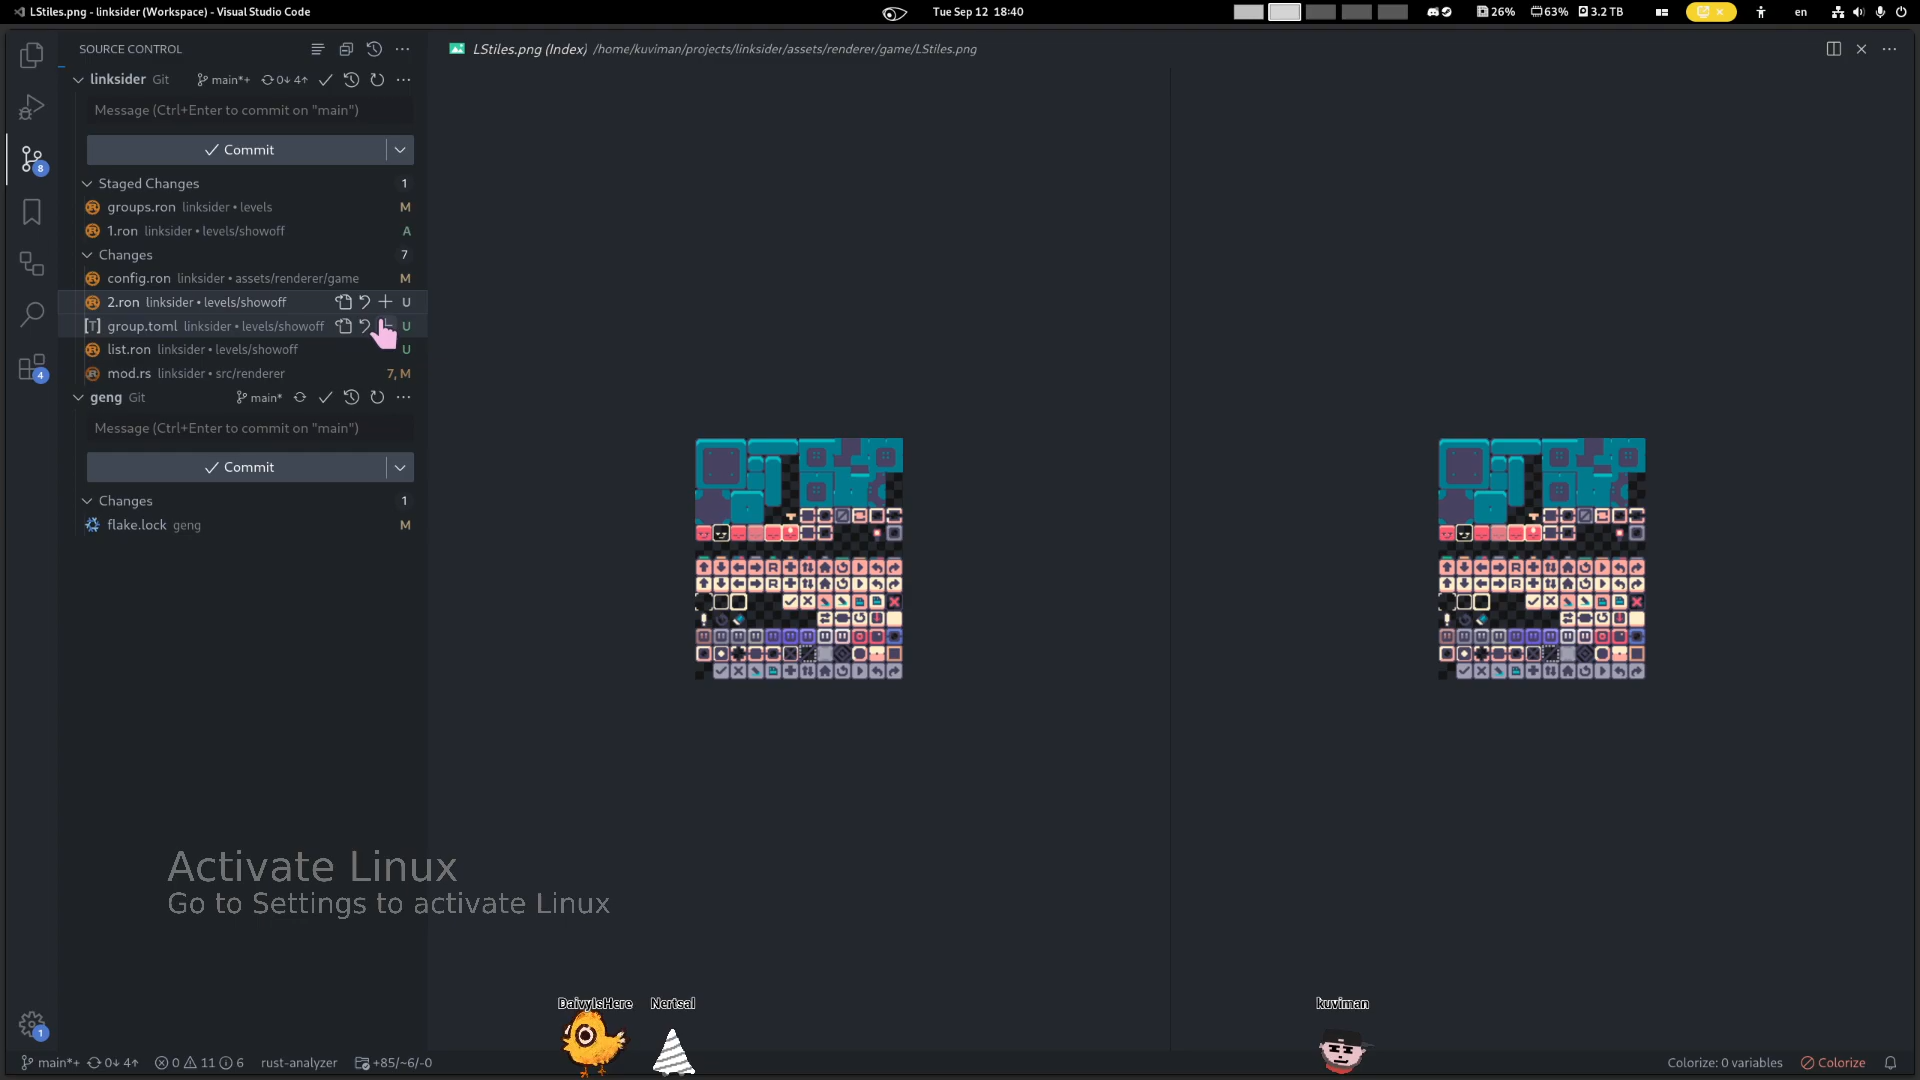 LStiles.png - linksider (Workspace) - Visual Studio Code
Tue Sep 12 18:40
26% 63% 3.2 TB en
SOURCE CONTROL
LStiles.png (Index) /home/kuviman/projects/linksider/assets/renderer/game/LStiles.png
linksider Git main*+ 0↓ 4↑
Message (Ctrl+Enter to commit on "main")
Commit
Staged Changes 1
groups.ron linksider • levels M
1.ron linksider • levels/showoff A
Changes 7
config.ron linksider • assets/renderer/game M
2.ron linksider • levels/showoff U
group.toml linksider • levels/showoff U
list.ron linksider • levels/showoff U
mod.rs linksider • src/renderer 7, M
geng Git main*
Message (Ctrl+Enter to commit on "main")
Commit
Changes 1
flake.lock geng M
8
4
Activate Linux
Go to Settings to activate Linux
DaivyIsHere Nertsal kuviman
1
main*+ 0↓ 4↑ 0 11 6 rust-analyzer +85/~6/-0 Colorize: 0 variables Colorize